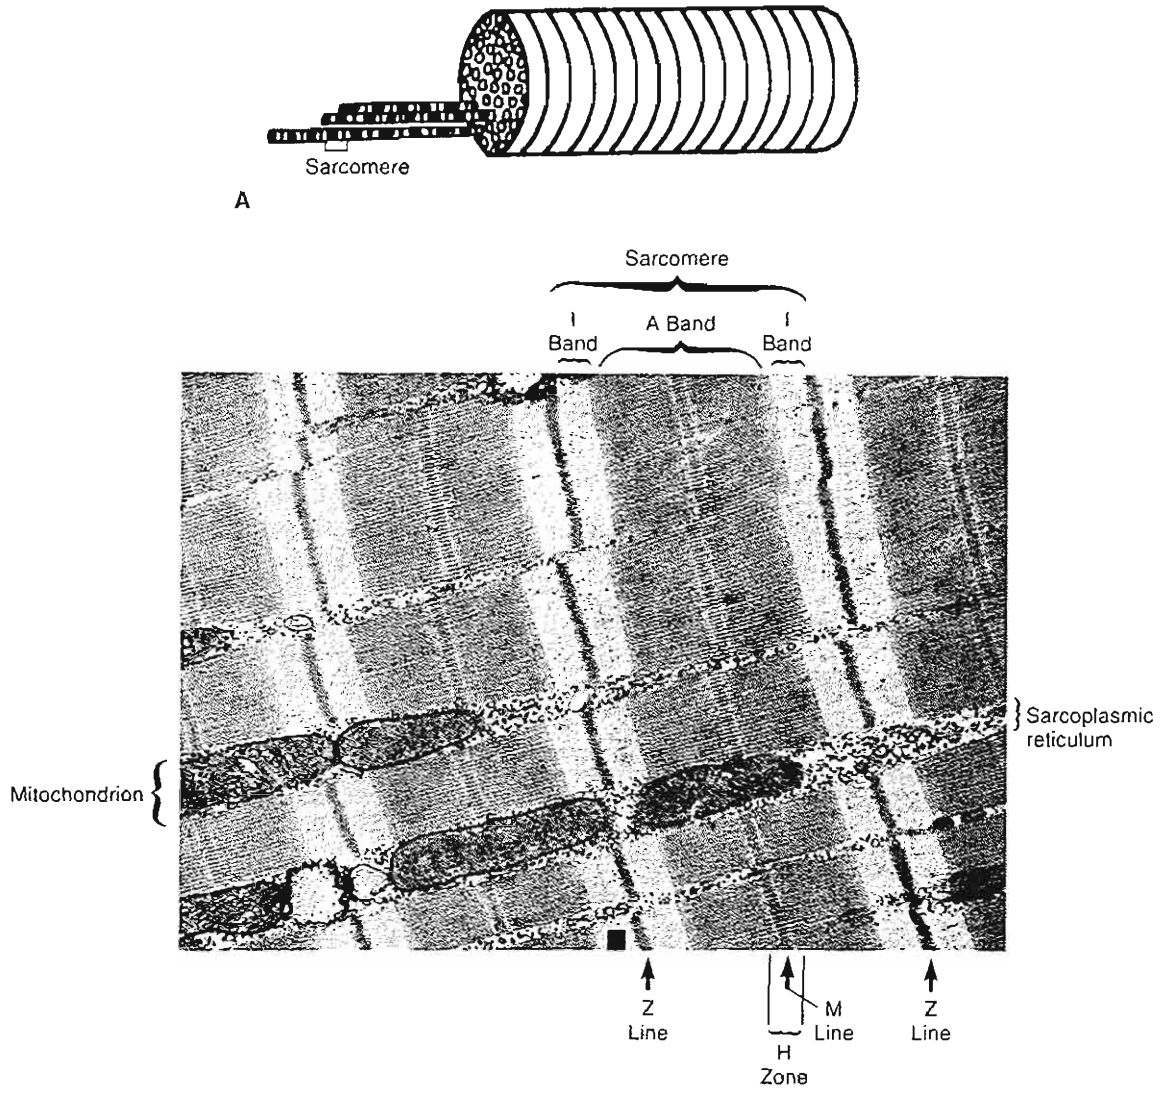 Sarcomere
A
Sarcomere
I
Band
A Band
I
Band
Sarcoplasmic
reticulum
Mitochondrion
Z
Line
M
Line
Z
Line
H
Zone